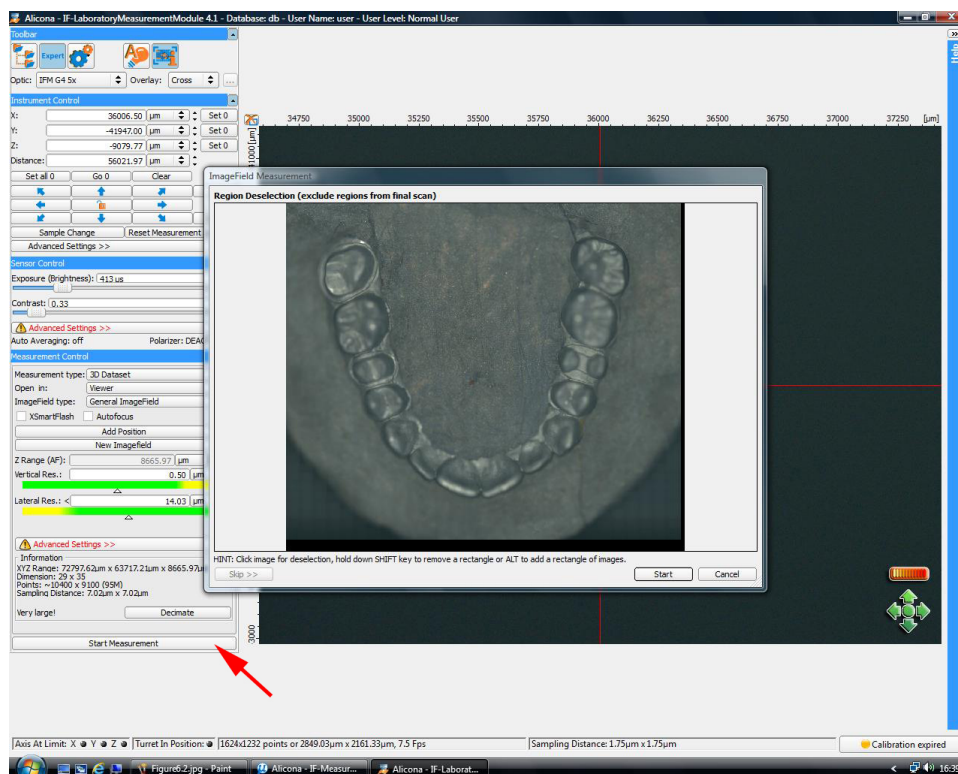 Alicona - IF-LaboratoryMeasurementModule 4.1 - Database: db - User Name: user - User Level: Normal User
Toolbar
Expert
Optic: IFM G4 5x Overlay: Cross ...
Instrument Control
X: 36006.50 µm Set 0
Y: -41947.00 µm Set 0
Z: -9079.77 µm Set 0
Distance: 56021.97 µm
Set all 0 Go 0 Clear
Sample Change Reset Measurement
Advanced Settings >>
Sensor Control
Exposure (Brightness): 413 us
Contrast: 0.33
Advanced Settings >>
Auto Averaging: off Polarizer: DEAC
Measurement Control
Measurement type: 3D Dataset
Open in: Viewer
ImageField type: General ImageField
XSmartFlash Autofocus
Add Position
New Imagefield
Z Range (AF): 8665.97 µm
Vertical Res.: 0.50 µm
Lateral Res.: < 14.03 µm
Advanced Settings >>
Information
XYZ Range: 72797.62µm x 63717.21µm x 8665.97µm
Dimension: 29 x 35
Points: ~10400 x 9100 (95M)
Sampling Distance: 7.02µm x 7.02µm
Very large! Decimate
Start Measurement
34750 35000 35250 35500 35750 36000 36250 36500 36750 37000 37250 [µm]
[µm]
3000
>>
Help
ImageField Measurement
Region Deselection (exclude regions from final scan)
HINT: Click image for deselection, hold down SHIFT key to remove a rectangle or ALT to add a rectangle of images.
Skip >> Start Cancel
Axis At Limit: X Y Z Turret In Position: 1624x1232 points or 2849.03µm x 2161.33µm, 7.5 Fps Sampling Distance: 1.75µm x 1.75µm Calibration expired
Figure6.2.jpg - Paint Alicona - IF-Measur... Alicona - IF-Laborat... 16:39